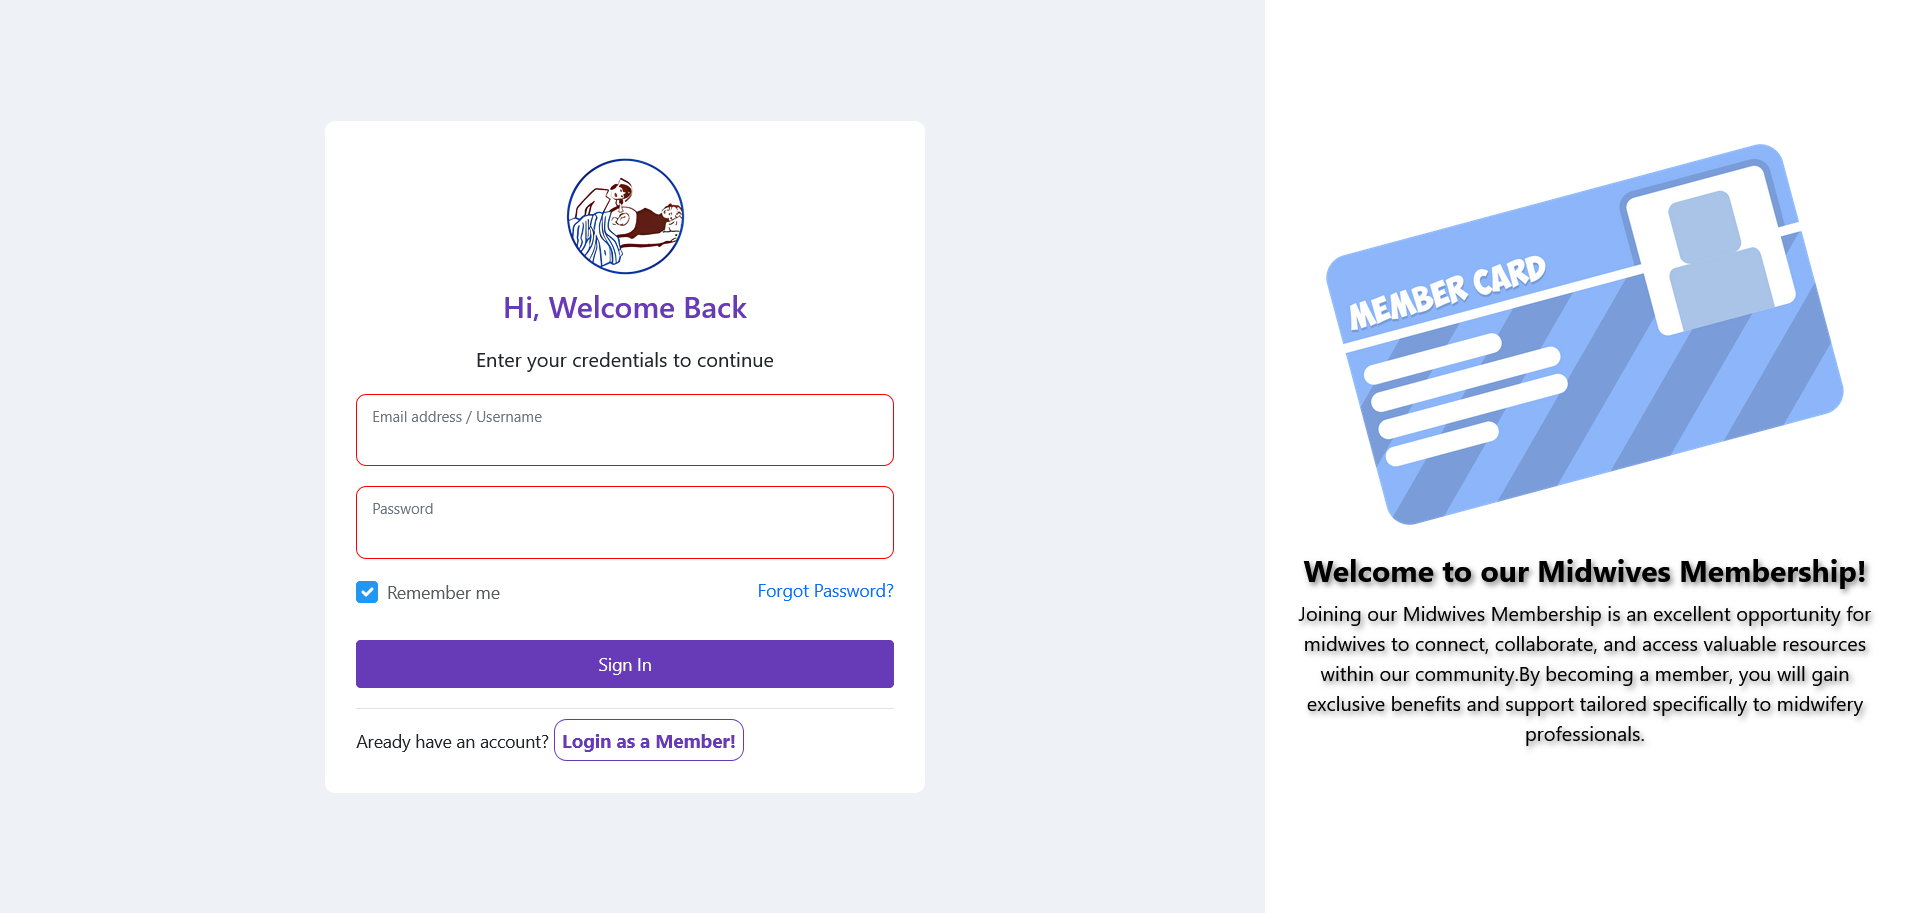 Hi, Welcome Back
Enter your credentials to continue
Email address / Username
Password
Remember me
Forgot Password?
Sign In
Aready have an account? Login as a Member!
MEMBER CARD
Welcome to our Midwives Membership!
Joining our Midwives Membership is an excellent opportunity for
midwives to connect, collaborate, and access valuable resources
within our community.By becoming a member, you will gain
exclusive benefits and support tailored specifically to midwifery
professionals.